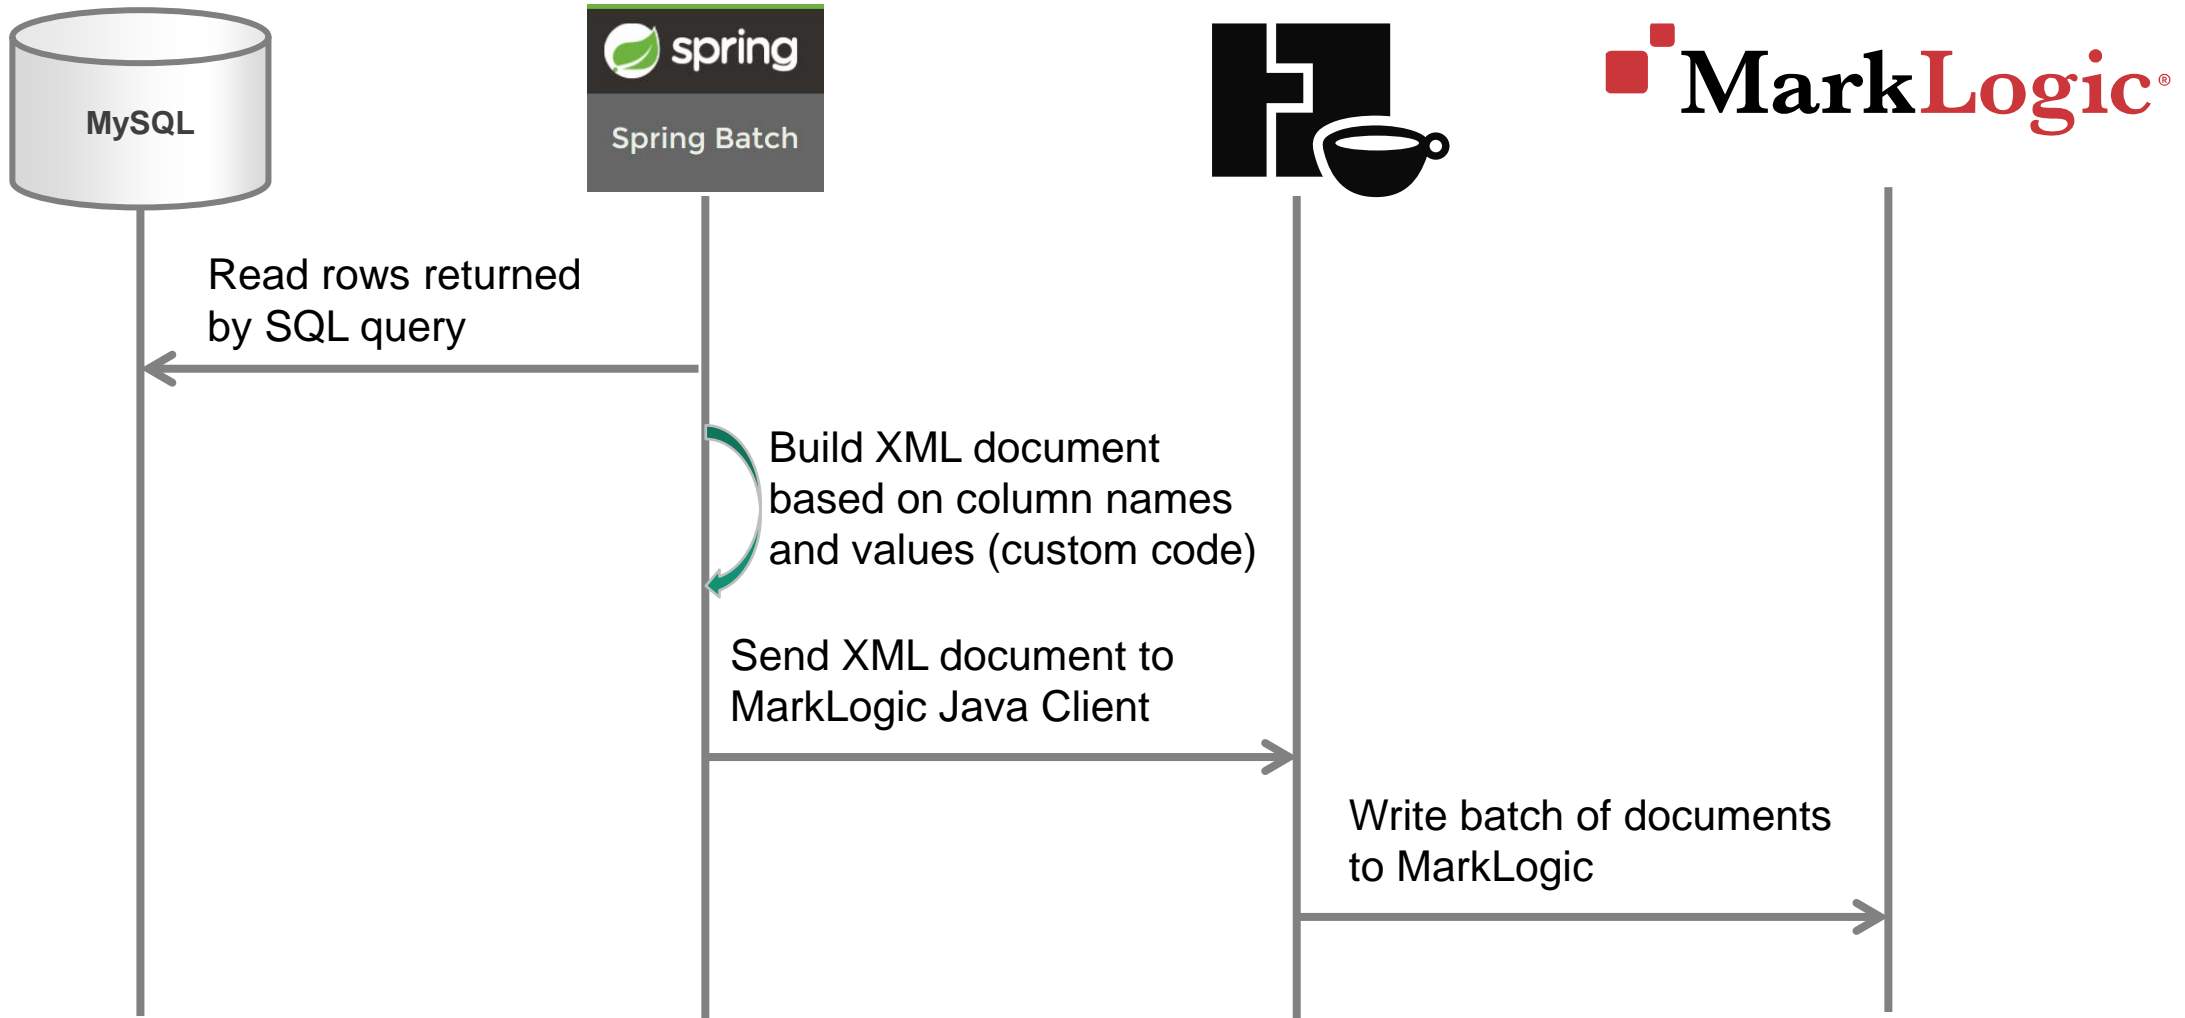 MySQL
spring
Spring Batch
MarkLogic®
Read rows returned
by SQL query
Build XML document
based on column names
and values (custom code)
Send XML document to
MarkLogic Java Client
Write batch of documents
to MarkLogic